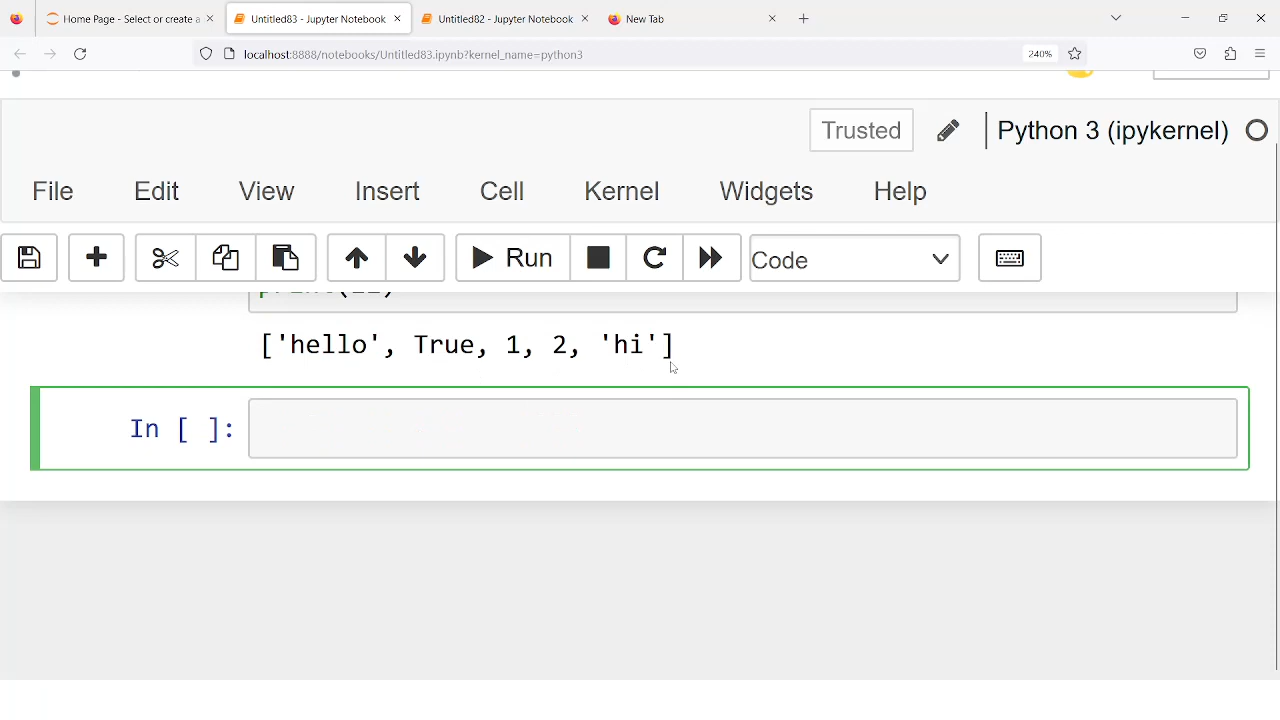 Home Page - Select or create a
Untitled83 - Jupyter Notebook
Untitled82 - Jupyter Notebook
New Tab
localhost:8888/notebooks/Untitled83.ipynb?kernel_name=python3
240%
Trusted
Python 3 (ipykernel)
File Edit View Insert Cell Kernel Widgets Help
Run
Code
['hello', True, 1, 2, 'hi']
In [ ]: